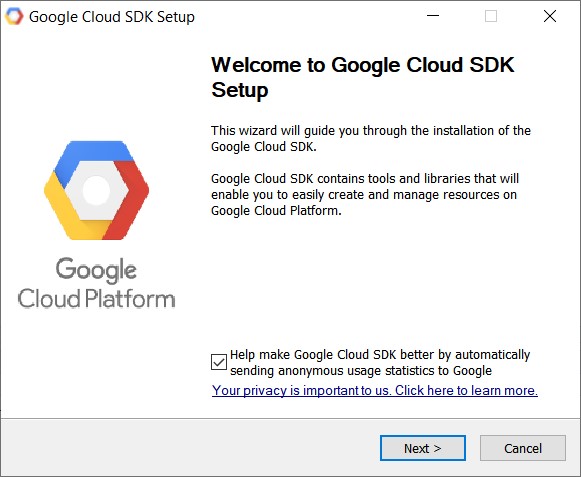 Google Cloud SDK Setup
Welcome to Google Cloud SDK
Setup
This wizard will guide you through the installation of the
Google Cloud SDK.
Google Cloud SDK contains tools and libraries that will
enable you to easily create and manage resources on
Google Cloud Platform.
Google
Cloud Platform
Help make Google Cloud SDK better by automatically
sending anonymous usage statistics to Google
Your privacy is important to us. Click here to learn more.
Next >
Cancel